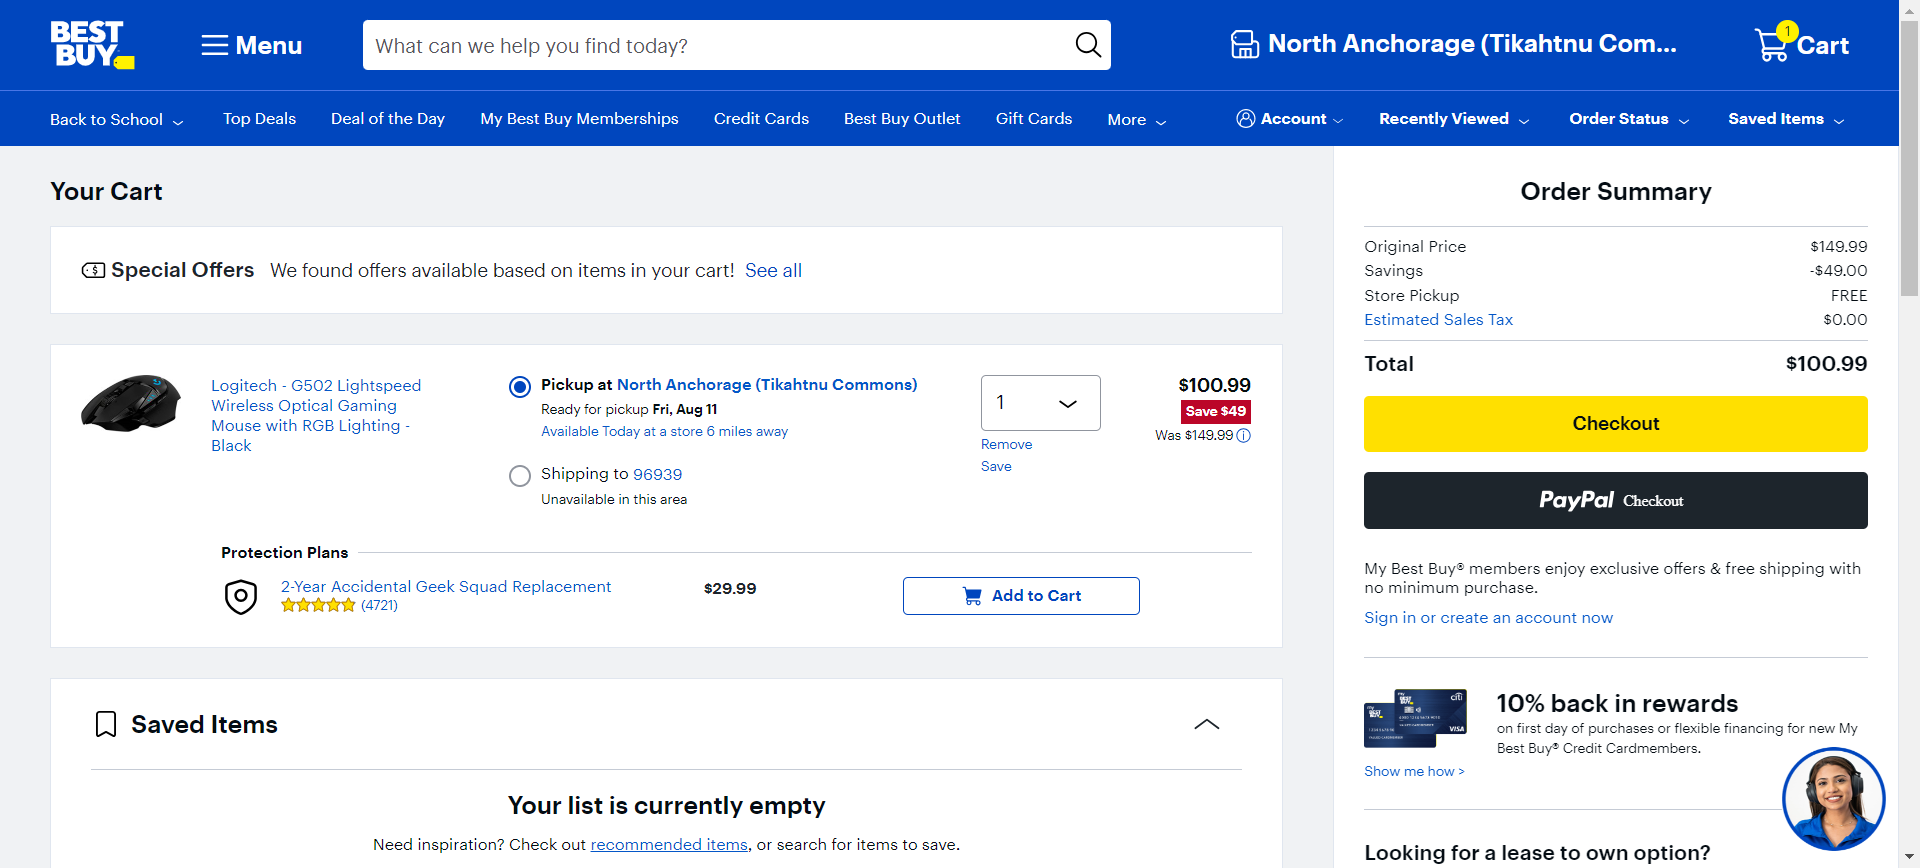 BEST BUY
Menu
What can we help you find today?
North Anchorage (Tikahtnu Com...
1
Cart
Back to School
Top Deals
Deal of the Day
My Best Buy Memberships
Credit Cards
Best Buy Outlet
Gift Cards
More
Account
Recently Viewed
Order Status
Saved Items
Your Cart
Special Offers We found offers available based on items in your cart! See all
Logitech - G502 Lightspeed
Wireless Optical Gaming
Mouse with RGB Lighting -
Black
Pickup at North Anchorage (Tikahtnu Commons)
Ready for pickup Fri, Aug 11
Available Today at a store 6 miles away
Shipping to 96939
Unavailable in this area
1
Remove
Save
$100.99
Save $49
Was $149.99
Protection Plans
2-Year Accidental Geek Squad Replacement
(4721)
$29.99
Add to Cart
Saved Items
Your list is currently empty
Need inspiration? Check out recommended items, or search for items to save.
Order Summary
Original Price $149.99
Savings -$49.00
Store Pickup FREE
Estimated Sales Tax $0.00
Total $100.99
Checkout
PayPal Checkout
My Best Buy® members enjoy exclusive offers & free shipping with
no minimum purchase.
Sign in or create an account now
my BEST BUY
citi
VISA
10% back in rewards
on first day of purchases or flexible financing for new My
Best Buy® Credit Cardmembers.
Show me how >
Looking for a lease to own option?